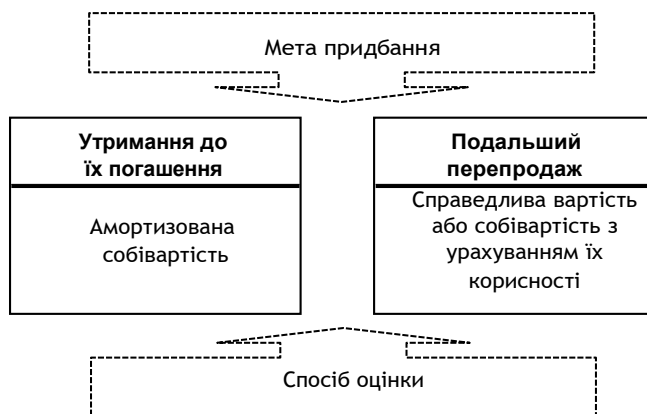 Мета придбання
Утримання до
їх погашення
Амортизована
собівартість
Подальший
перепродаж
Справедлива вартість
або собівартість з
урахуванням їх
корисності
Спосіб оцінки